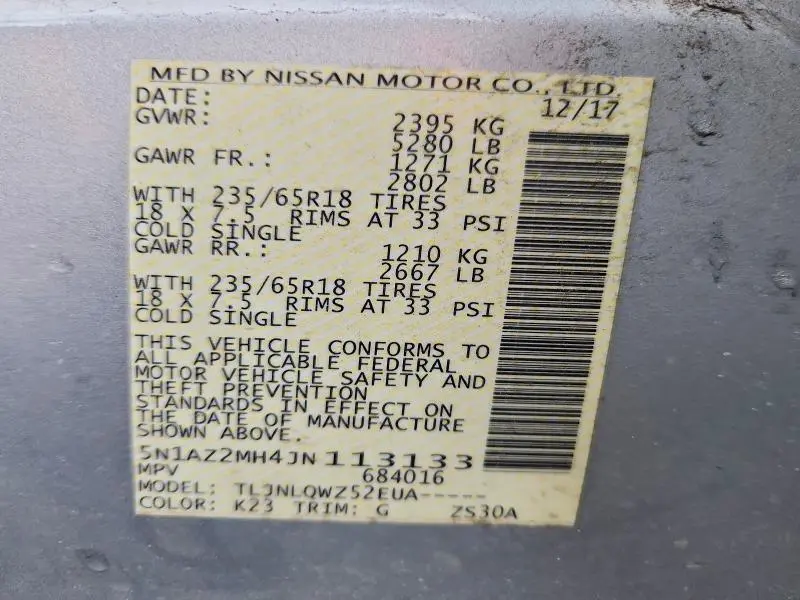 MFD BY NISSAN MOTOR CO., LTD.
DATE: 12/17
GVWR: 2395 KG
5280 LB
GAWR FR.: 1271 KG
2802 LB
WITH 235/65R18 TIRES
18 X 7.5 RIMS AT 33 PSI
COLD SINGLE
GAWR RR.: 1210 KG
2667 LB
WITH 235/65R18 TIRES
18 X 7.5 RIMS AT 33 PSI
COLD SINGLE
THIS VEHICLE CONFORMS TO
ALL APPLICABLE FEDERAL
MOTOR VEHICLE SAFETY AND
THEFT PREVENTION
STANDARDS IN EFFECT ON
THE DATE OF MANUFACTURE
SHOWN ABOVE.
5N1AZ2MH4JN113133
MPV 684016
MODEL: TLJNLQWZ52EUA-----
COLOR: K23 TRIM: G ZS30A